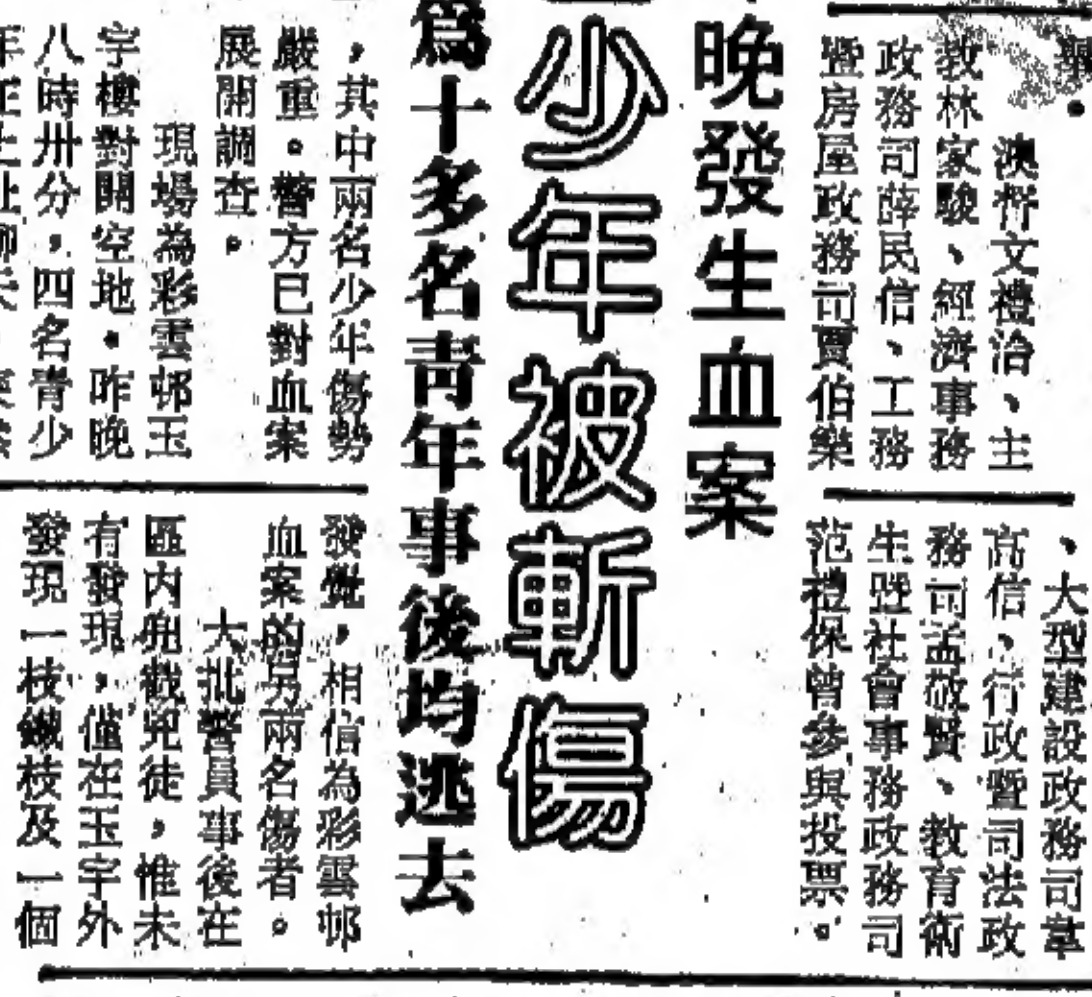 。
澳督文禮治、主
教林家駿、經濟事務
政務司薛民信、工務
暨房屋政務司賈伯樂
、大型建設政務司韋
高信、行政暨司法政
務司孟敬賢、教育衛
生暨社會事務政務司
范禮保曾參與投票。
晚發生血案
少年被斬傷
爲十多名青年事後均逃去
，其中兩名少年傷勢
嚴重。警方已對血案
展開調查。
現場為彩雲邨玉
宇樓對開空地。昨晚
八時卅分，四名青少
發覺，相信為彩雲邨
血案的另兩名傷者。
大批警員事後在
區内兜截兇徒，惟未
有發現，僅在玉宇外
發現一枝鐵枝及一個